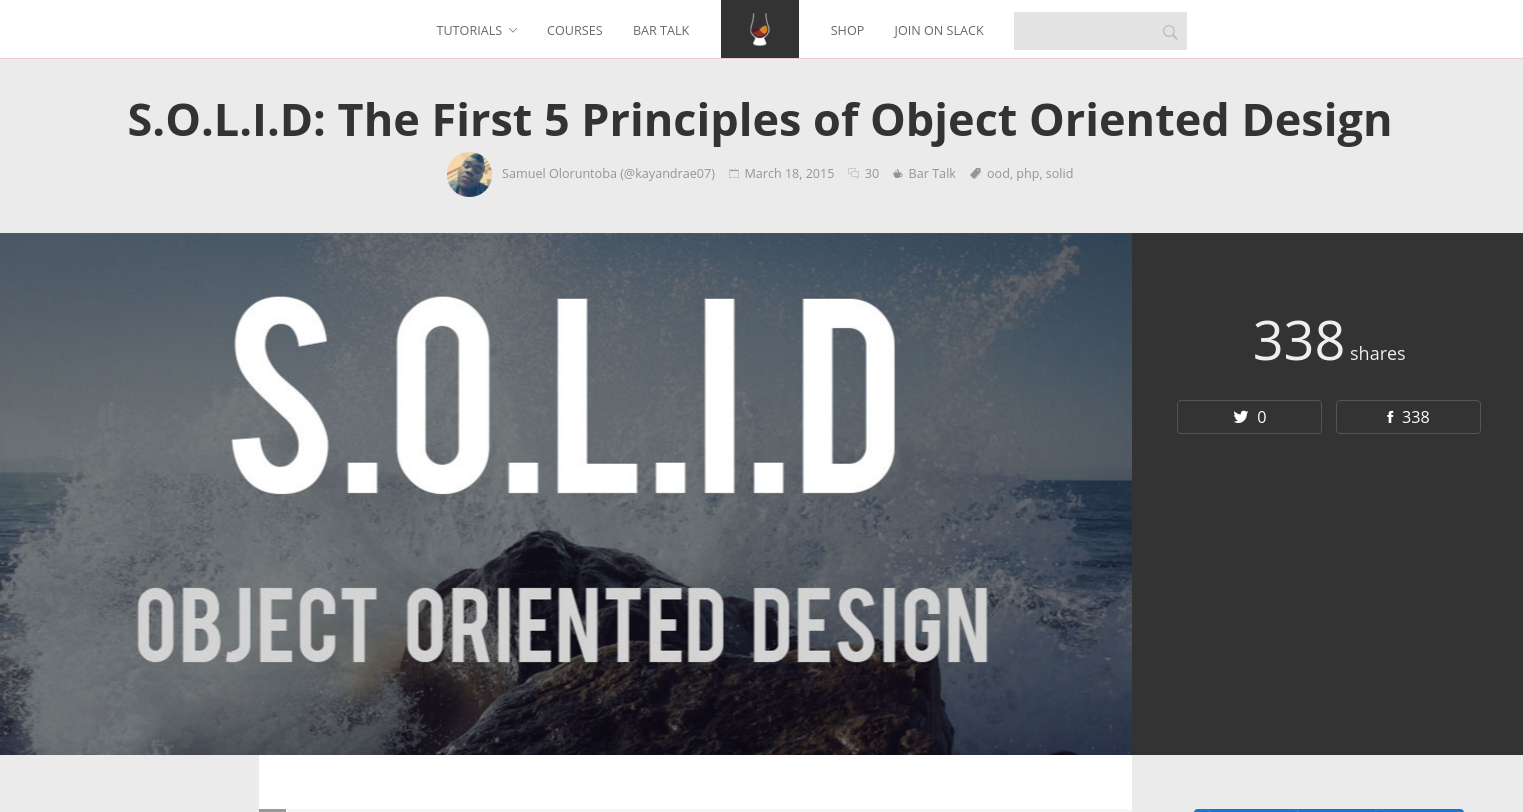 TUTORIALS COURSES BAR TALK SHOP JOIN ON SLACK
S.O.L.I.D: The First 5 Principles of Object Oriented Design
Samuel Oloruntoba (@kayandrae07) March 18, 2015 30 Bar Talk ood, php, solid
S.O.L.I.D
OBJECT ORIENTED DESIGN
338 shares
0 338